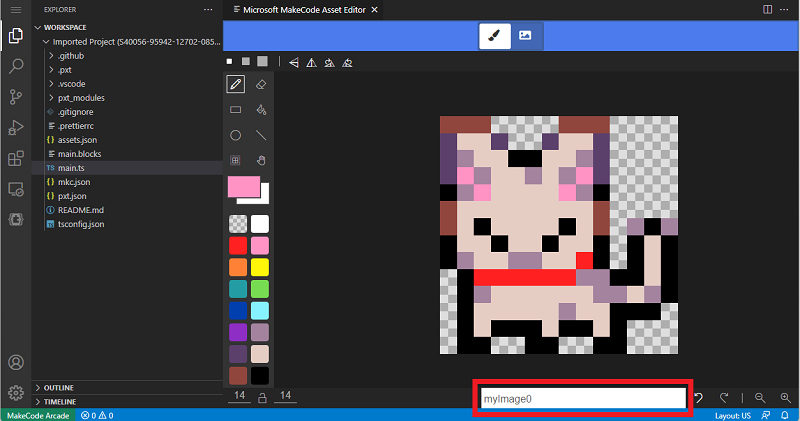 EXPLORER
Microsoft MakeCode Asset Editor
WORKSPACE
Imported Project (S40056-95942-12702-085...
.github
.pxt
.vscode
pxt_modules
.gitignore
.prettierrc
{ } assets.json
main.blocks
TS main.ts
{ } mkc.json
{ } pxt.json
README.md
tsconfig.json
OUTLINE
TIMELINE
14 14
myImage0
MakeCode Arcade 0 0 Layout: US